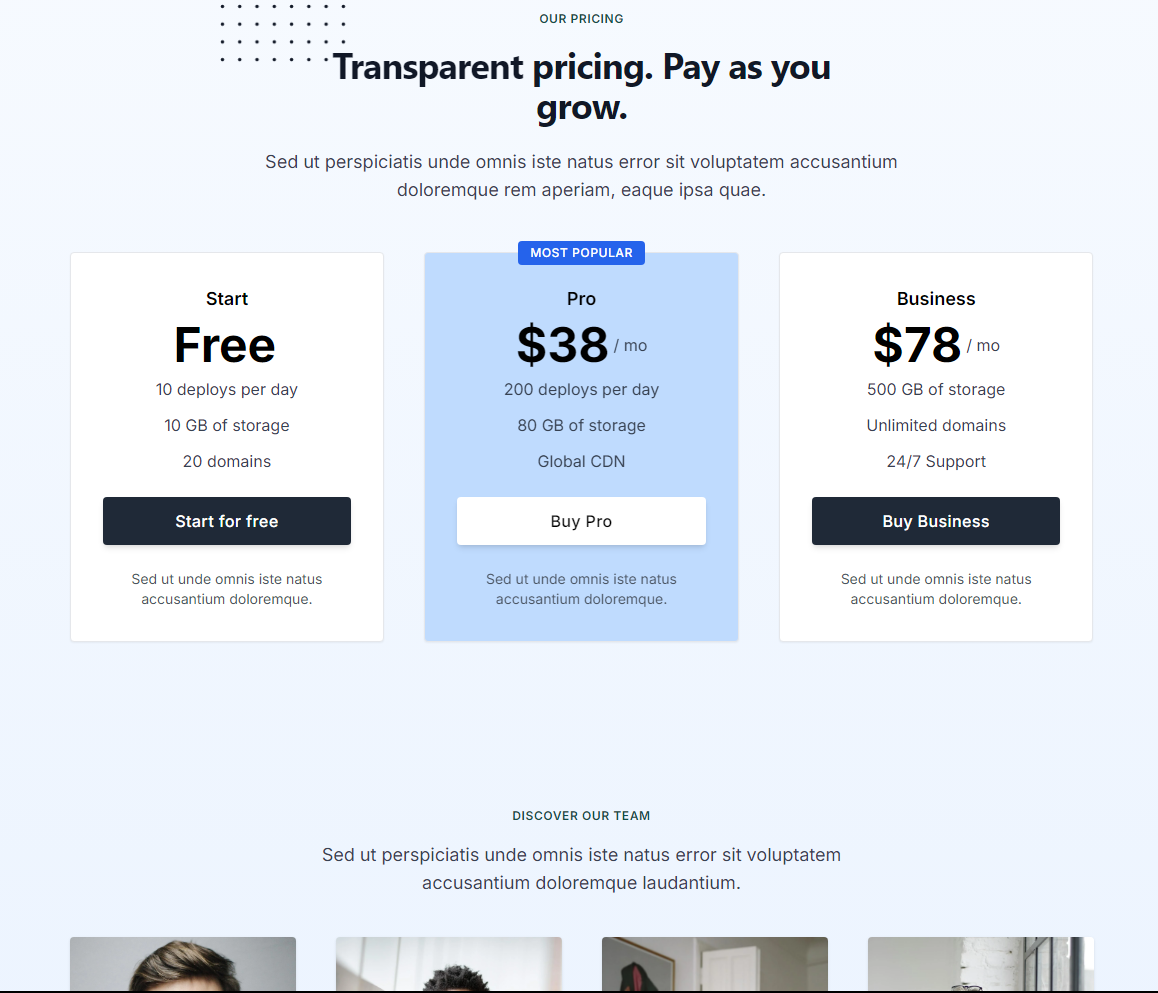 OUR PRICING
Transparent pricing. Pay as you
grow.
Sed ut perspiciatis unde omnis iste natus error sit voluptatem accusantium
doloremque rem aperiam, eaque ipsa quae.
Start
Free
10 deploys per day
10 GB of storage
20 domains
Start for free
Sed ut unde omnis iste natus
accusantium doloremque.
MOST POPULAR
Pro
$38 / mo
200 deploys per day
80 GB of storage
Global CDN
Buy Pro
Sed ut unde omnis iste natus
accusantium doloremque.
Business
$78 / mo
500 GB of storage
Unlimited domains
24/7 Support
Buy Business
Sed ut unde omnis iste natus
accusantium doloremque.
DISCOVER OUR TEAM
Sed ut perspiciatis unde omnis iste natus error sit voluptatem
accusantium doloremque laudantium.